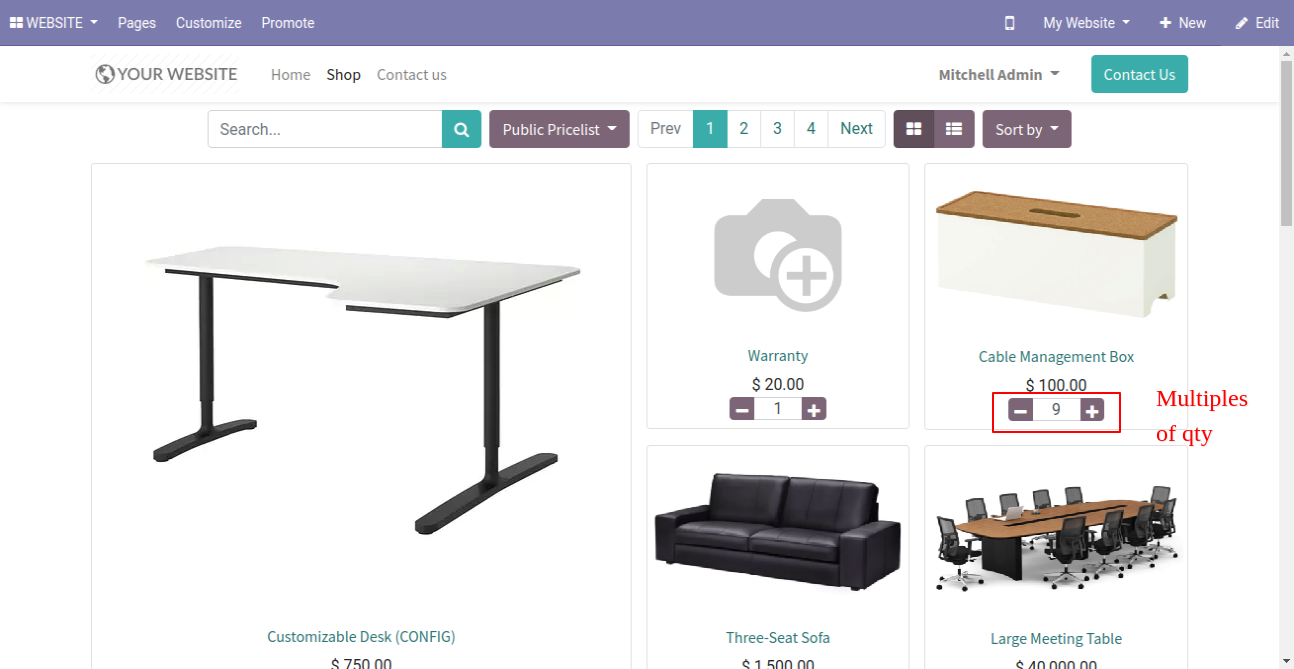 WEBSITE Pages Customize Promote My Website New Edit
YOUR WEBSITE Home Shop Contact us Mitchell Admin Contact Us
Search... Public Pricelist Prev 1 2 3 4 Next Sort by
Warranty
$ 20.00
1
Cable Management Box
$ 100.00
9
Multiples
of qty
Customizable Desk (CONFIG)
$ 750.00
Three-Seat Sofa
$ 1,500.00
Large Meeting Table
$ 40,000.00